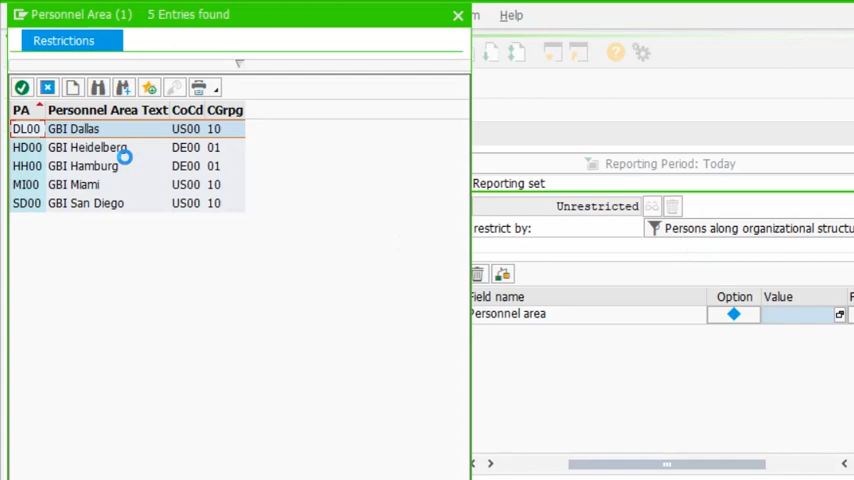 Personnel Area (1) 5 Entries found
Help
Restrictions
PA Personnel Area Text CoCd CGrpg
DL00 GBI Dallas US00 10
HD00 GBI Heidelberg DE00 01
HH00 GBI Hamburg DE00 01
MI00 GBI Miami US00 10
SD00 GBI San Diego US00 10
Reporting Period: Today
Reporting set
Unrestricted
restrict by: Persons along organizational structu
Field name Option Value
Personnel area